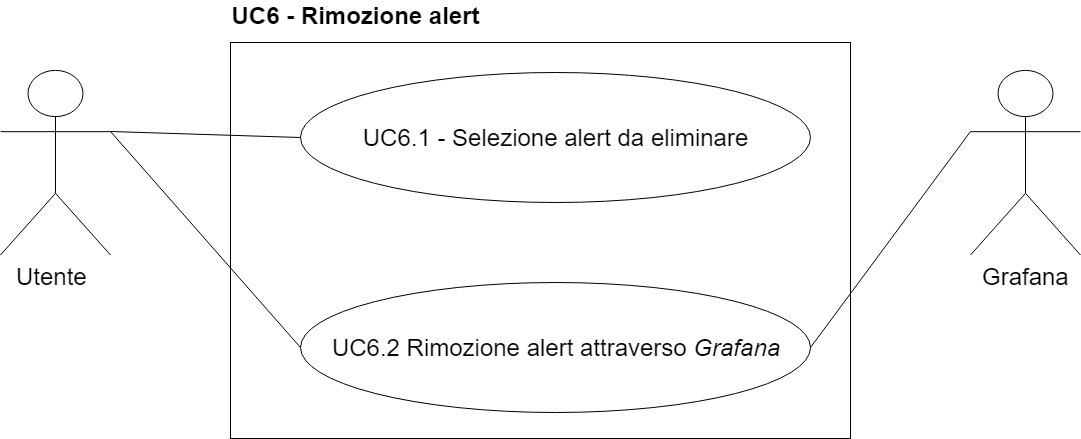 UC6 - Rimozione alert
UC6.1 - Selezione alert da eliminare
Utente
Grafana
UC6.2 Rimozione alert attraverso Grafana